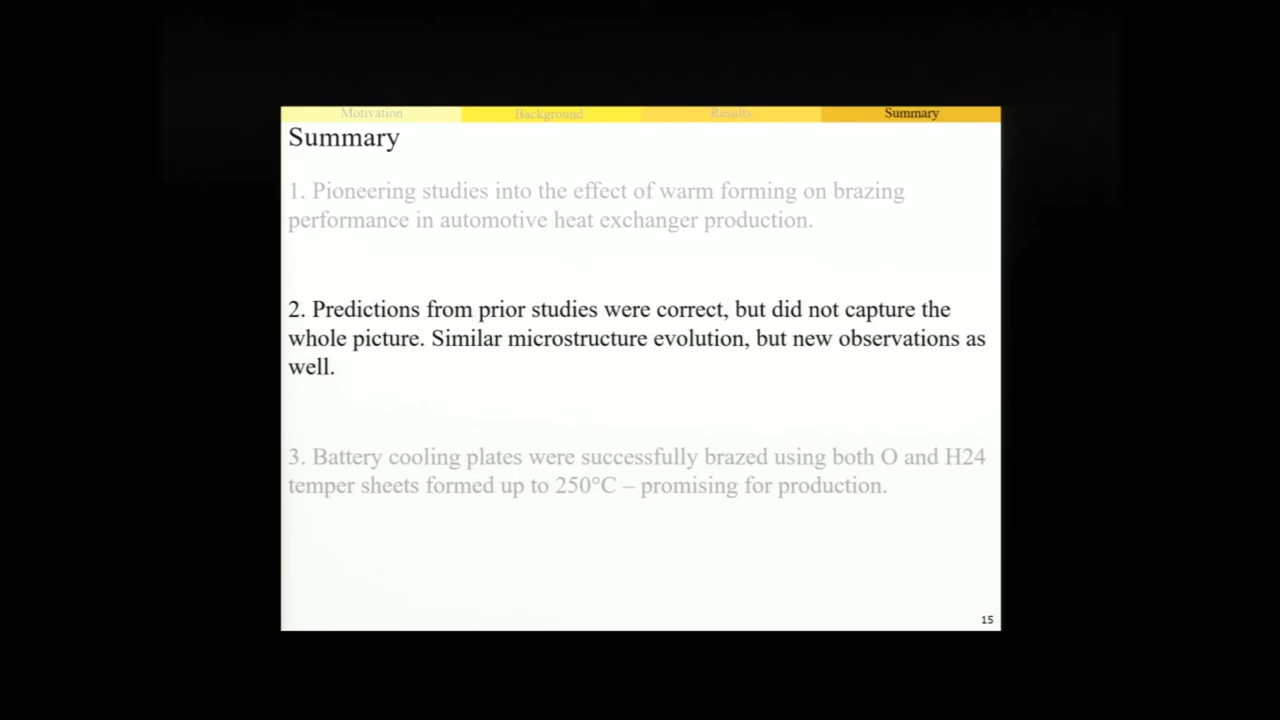 Motivation
Background
Results
Summary
Summary
1. Pioneering studies into the effect of warm forming on brazing
performance in automotive heat exchanger production.
2. Predictions from prior studies were correct, but did not capture the
whole picture. Similar microstructure evolution, but new observations as
well.
3. Battery cooling plates were successfully brazed using both O and H24
temper sheets formed up to 250°C – promising for production.
15